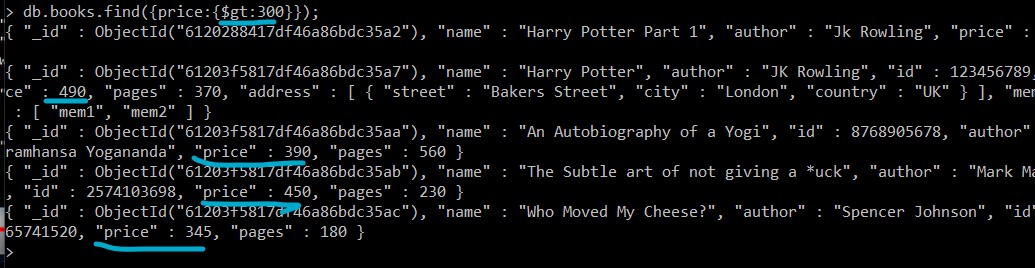 > db.books.find({price:{$gt:300}});
{ "_id" : ObjectId("6120288417df46a86bdc35a2"), "name" : "Harry Potter Part 1", "author" : "Jk Rowling", "price" :
{ "_id" : ObjectId("61203f5817df46a86bdc35a7"), "name" : "Harry Potter", "author" : "JK Rowling", "id" : 123456789,
ce" : 490, "pages" : 370, "address" : [ { "street" : "Bakers Street", "city" : "London", "country" : "UK" } ], "mem
: [ "mem1", "mem2" ] }
{ "_id" : ObjectId("61203f5817df46a86bdc35aa"), "name" : "An Autobiography of a Yogi", "id" : 8768905678, "author"
ramhansa Yogananda", "price" : 390, "pages" : 560 }
{ "_id" : ObjectId("61203f5817df46a86bdc35ab"), "name" : "The Subtle art of not giving a *uck", "author" : "Mark Ma
, "id" : 2574103698, "price" : 450, "pages" : 230 }
{ "_id" : ObjectId("61203f5817df46a86bdc35ac"), "name" : "Who Moved My Cheese?", "author" : "Spencer Johnson", "id"
65741520, "price" : 345, "pages" : 180 }
>